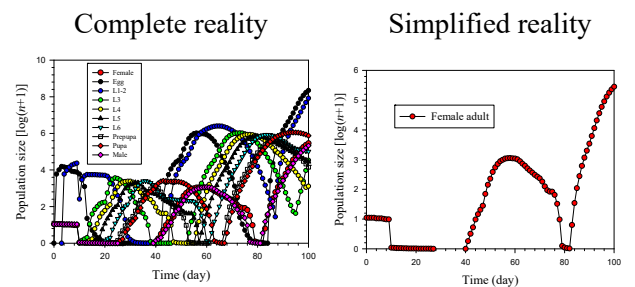 Complete reality
Simplified reality
Population size [log(n+1)]
10
8
6
4
2
0
Female
Egg
L1-2
L3
L4
L5
L6
Prepupa
Pupa
Male
0 20 40 60 80 100
Time (day)
Population size [log(n+1)]
6
5
4
3
2
1
0
Female adult
0 20 40 60 80 100
Time (day)